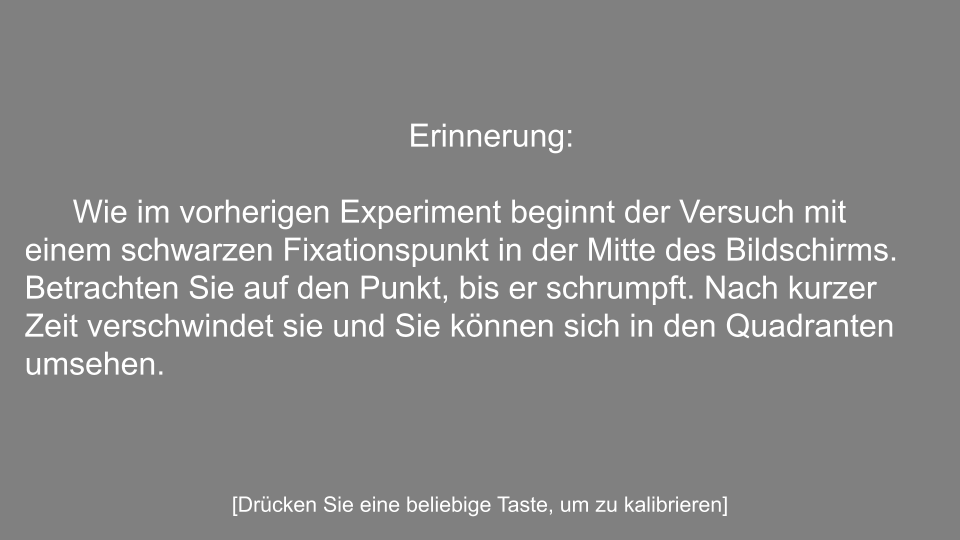 Erinnerung:
Wie im vorherigen Experiment beginnt der Versuch mit
einem schwarzen Fixationspunkt in der Mitte des Bildschirms.
Betrachten Sie auf den Punkt, bis er schrumpft. Nach kurzer
Zeit verschwindet sie und Sie können sich in den Quadranten
umsehen.
[Drücken Sie eine beliebige Taste, um zu kalibrieren]